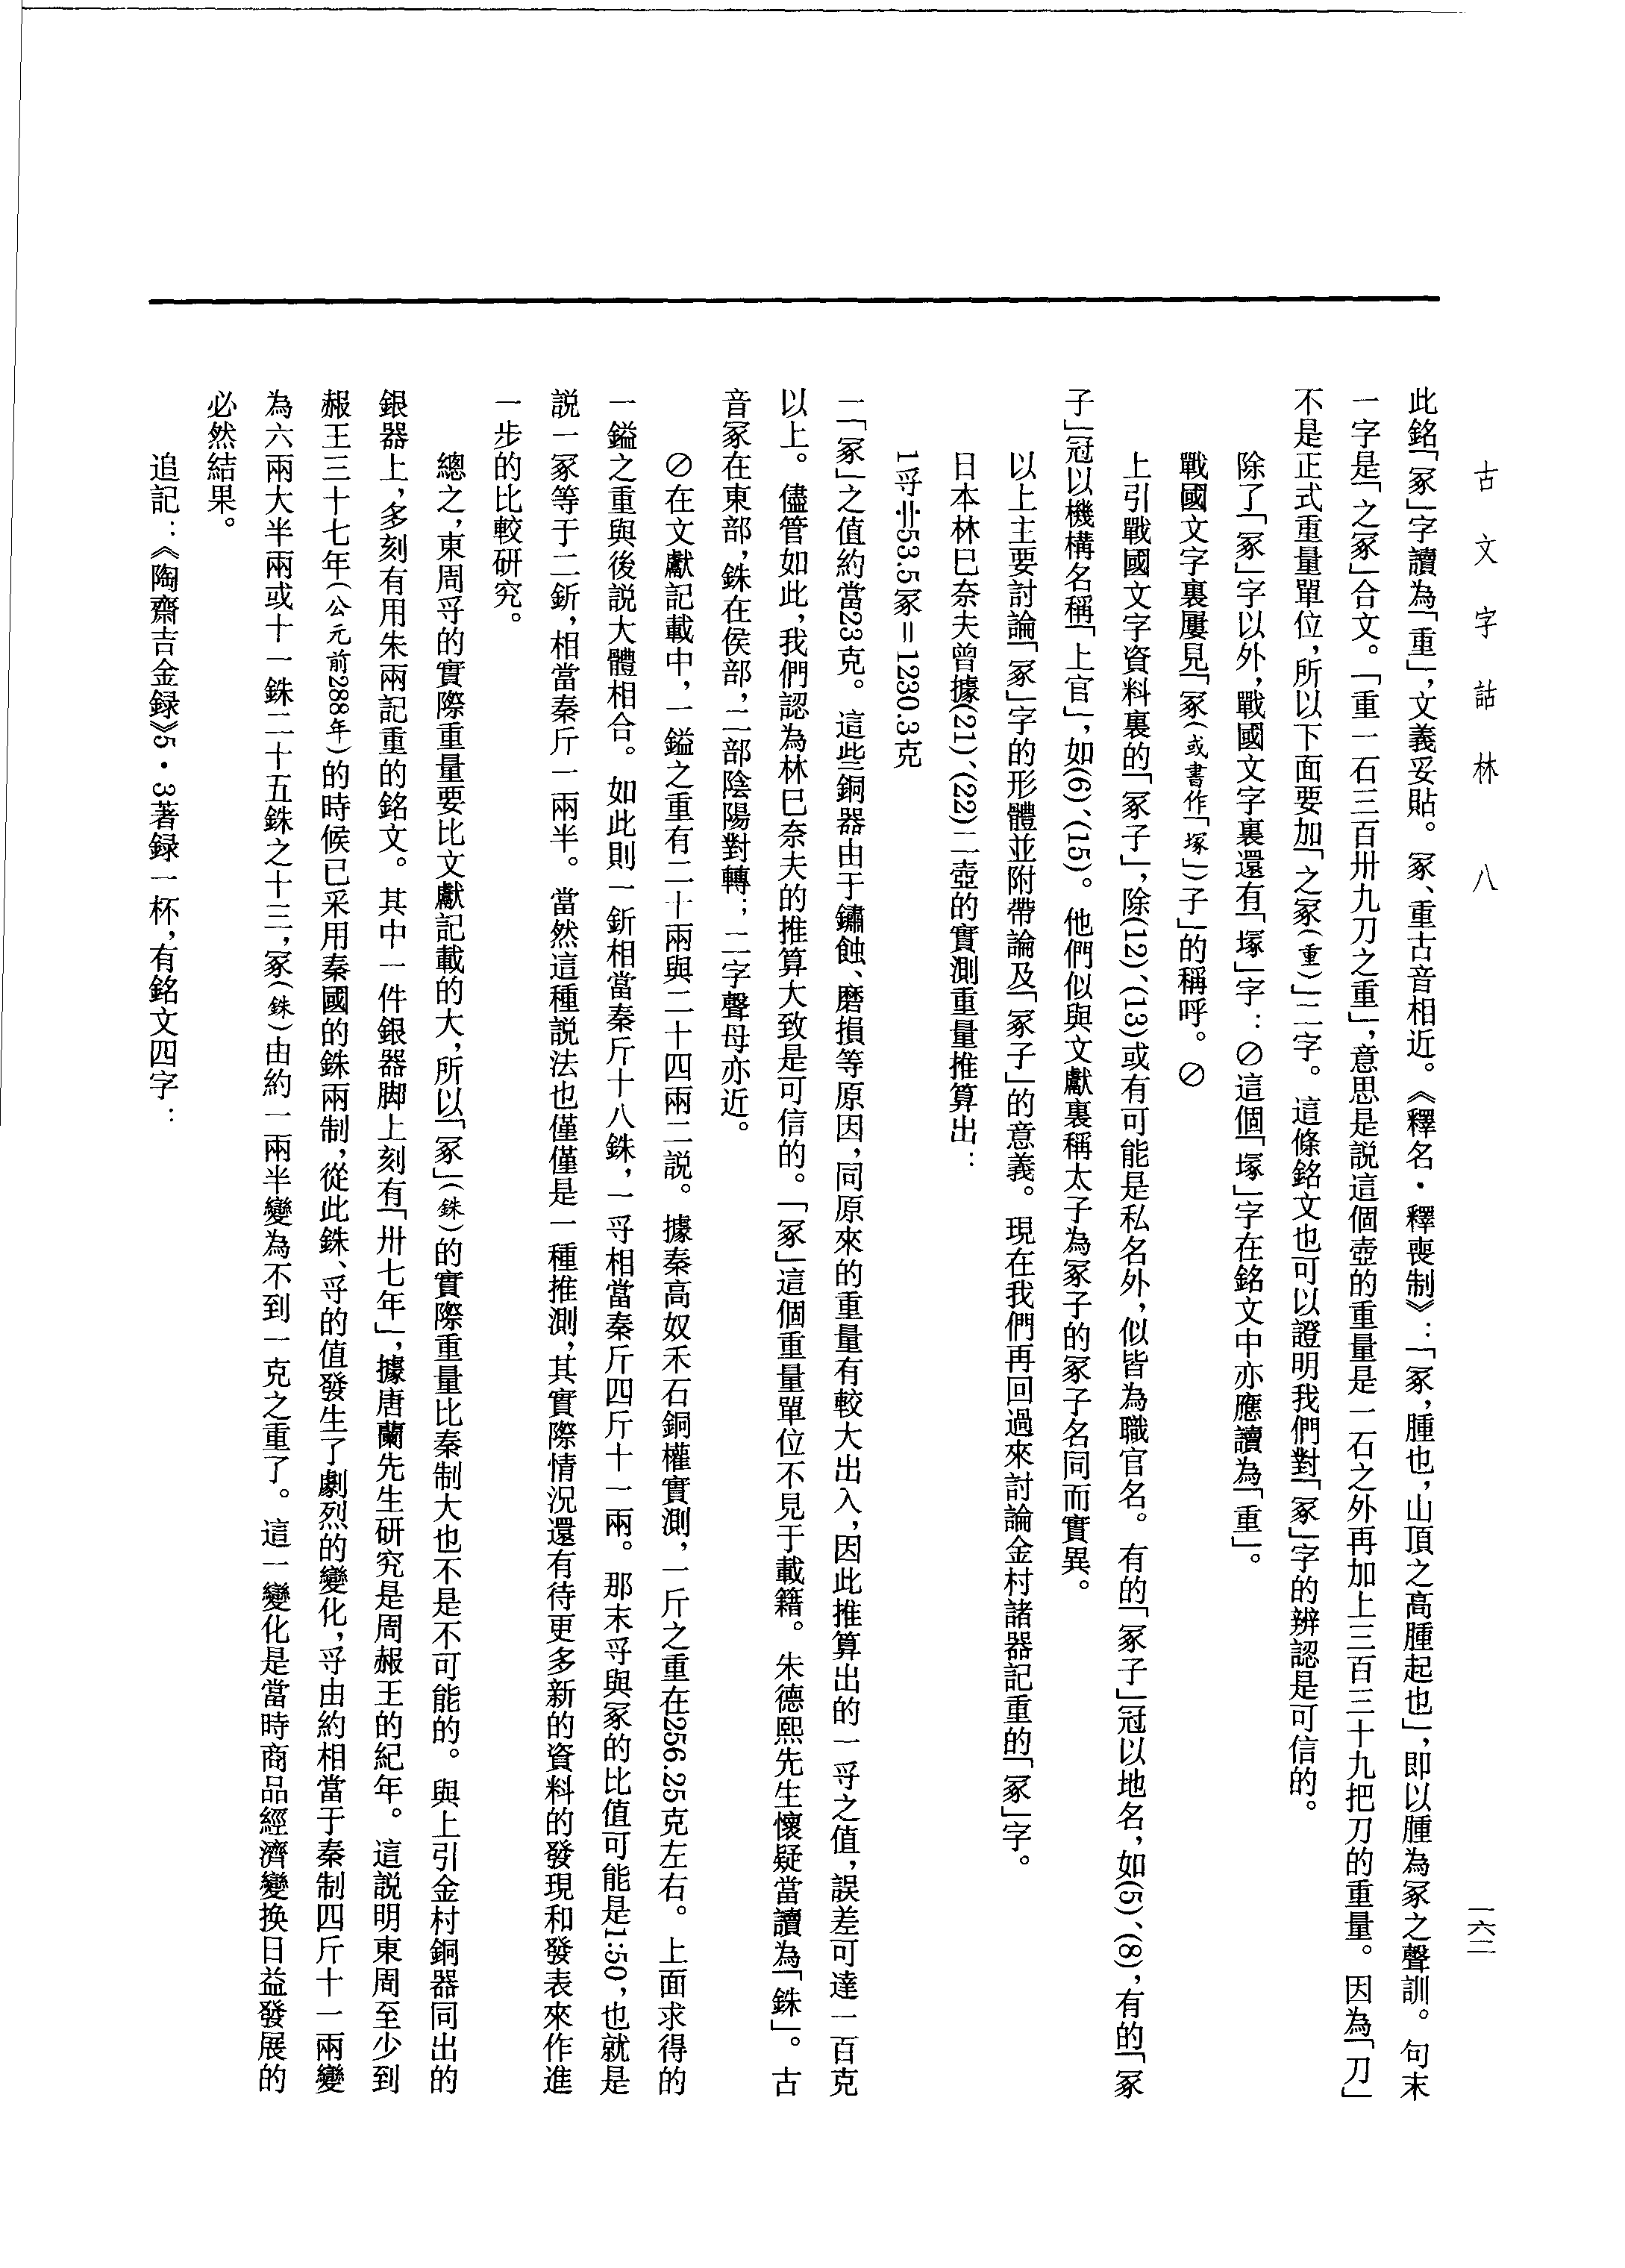 古文字詁林 八
一六二
此銘「冢」字讀為「重」，文義妥貼。冢、重古音相近。《釋名・釋喪制》：「冢，腫也，山頂之高腫起也」，即以腫為冢之聲訓。句末
一字是「之冢」合文。「重一石三百卅九刀之重」，意思是説這個壺的重量是一石之外再加上三百三十九把刀的重量。因為「刀」
不是正式重量單位，所以下面要加「之冢（重）」二字。這條銘文也可以證明我們對「冢」字的辨認是可信的。
除了「冢」字以外，戰國文字裏還有「塚」字：⊘這個「塚」字在銘文中亦應讀為「重」。
戰國文字裏屢見「冢（或書作「塚」）子」的稱呼。⊘
上引戰國文字資料裏的「冢子」，除(12)、(13)或有可能是私名外，似皆為職官名。有的「冢子」冠以地名，如(5)、(8)，有的「冢
子」冠以機構名稱「上官」，如(6)、(15)。他們似與文獻裏稱太子為冢子的冢子名同而實異。
以上主要討論「冢」字的形體並附帶論及「冢子」的意義。現在我們再回過來討論金村諸器記重的「冢」字。
日本林巳奈夫曾據(21)、(22)二壺的實測重量推算出：
1寽≑53.5冢＝1230.3克
一「冢」之值約當23克。這些銅器由于鏽蝕、磨損等原因，同原來的重量有較大出入，因此推算出的一寽之值，誤差可達一百克
以上。儘管如此，我們認為林巳奈夫的推算大致是可信的。「冢」這個重量單位不見于載籍。朱德熙先生懷疑當讀為「銖」。古
音冢在東部，銖在侯部，二部陰陽對轉；二字聲母亦近。
⊘在文獻記載中，一鎰之重有二十兩與二十四兩二説。據秦高奴禾石銅權實測，一斤之重在256.25克左右。上面求得的
一鎰之重與後説大體相合。如此則一釿相當秦斤十八銖，一寽相當秦斤四斤十一兩。那末寽與冢的比值可能是1:50，也就是
説一冢等于二釿，相當秦斤一兩半。當然這種説法也僅僅是一種推測，其實際情況還有待更多新的資料的發現和發表來作進
一步的比較研究。
總之，東周寽的實際重量要比文獻記載的大，所以「冢」（銖）的實際重量比秦制大也不是不可能的。與上引金村銅器同出的
銀器上，多刻有用朱兩記重的銘文。其中一件銀器脚上刻有「卅七年」，據唐蘭先生研究是周赧王的紀年。這説明東周至少到
赧王三十七年（公元前288年）的時候已采用秦國的銖兩制，從此銖、寽的值發生了劇烈的變化，寽由約相當于秦制四斤十一兩變
為六兩大半兩或十一銖二十五銖之十三，冢（銖）由約一兩半變為不到一克之重了。這一變化是當時商品經濟變换日益發展的
必然結果。
追記：《陶齋吉金録》5・3著録一杯，有銘文四字：